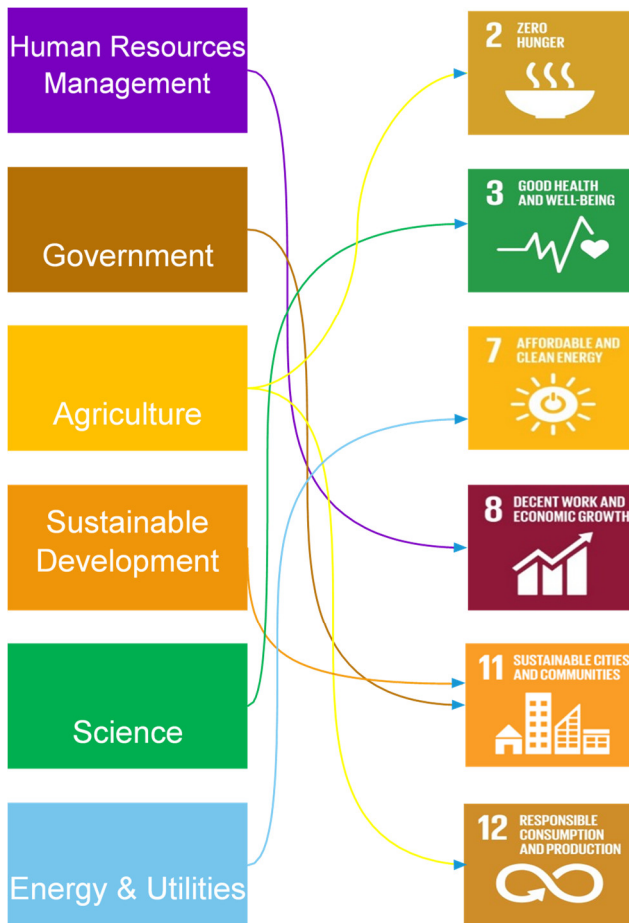 Human Resources
Management
Government
Agriculture
Sustainable
Development
Science
Energy & Utilities
2 ZERO
HUNGER
3 GOOD HEALTH
AND WELL-BEING
7 AFFORDABLE AND
CLEAN ENERGY
8 DECENT WORK AND
ECONOMIC GROWTH
11 SUSTAINABLE CITIES
AND COMMUNITIES
12 RESPONSIBLE
CONSUMPTION
AND PRODUCTION